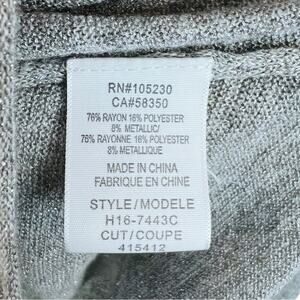 RN#105230
CA#58350
76% RAYON 16% POLYESTER
8% METALLIC/
76% RAYONNE 16% POLYESTER
8% METALLIQUE
MADE IN CHINA
FABRIQUE EN CHINE
STYLE/MODELE
H16-7443C
CUT/COUPE
415412